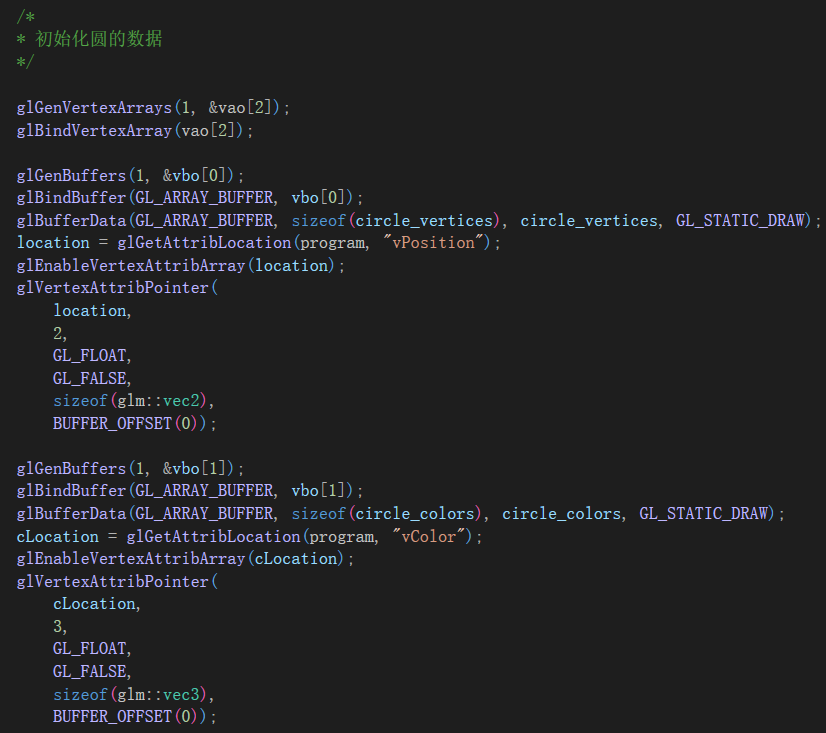 /*
* 初始化圆的数据
*/
glGenVertexArrays(1, &vao[2]);
glBindVertexArray(vao[2]);
glGenBuffers(1, &vbo[0]);
glBindBuffer(GL_ARRAY_BUFFER, vbo[0]);
glBufferData(GL_ARRAY_BUFFER, sizeof(circle_vertices), circle_vertices, GL_STATIC_DRAW);
location = glGetAttribLocation(program, "vPosition");
glEnableVertexAttribArray(location);
glVertexAttribPointer(
location,
2,
GL_FLOAT,
GL_FALSE,
sizeof(glm::vec2),
BUFFER_OFFSET(0));
glGenBuffers(1, &vbo[1]);
glBindBuffer(GL_ARRAY_BUFFER, vbo[1]);
glBufferData(GL_ARRAY_BUFFER, sizeof(circle_colors), circle_colors, GL_STATIC_DRAW);
cLocation = glGetAttribLocation(program, "vColor");
glEnableVertexAttribArray(cLocation);
glVertexAttribPointer(
cLocation,
3,
GL_FLOAT,
GL_FALSE,
sizeof(glm::vec3),
BUFFER_OFFSET(0));